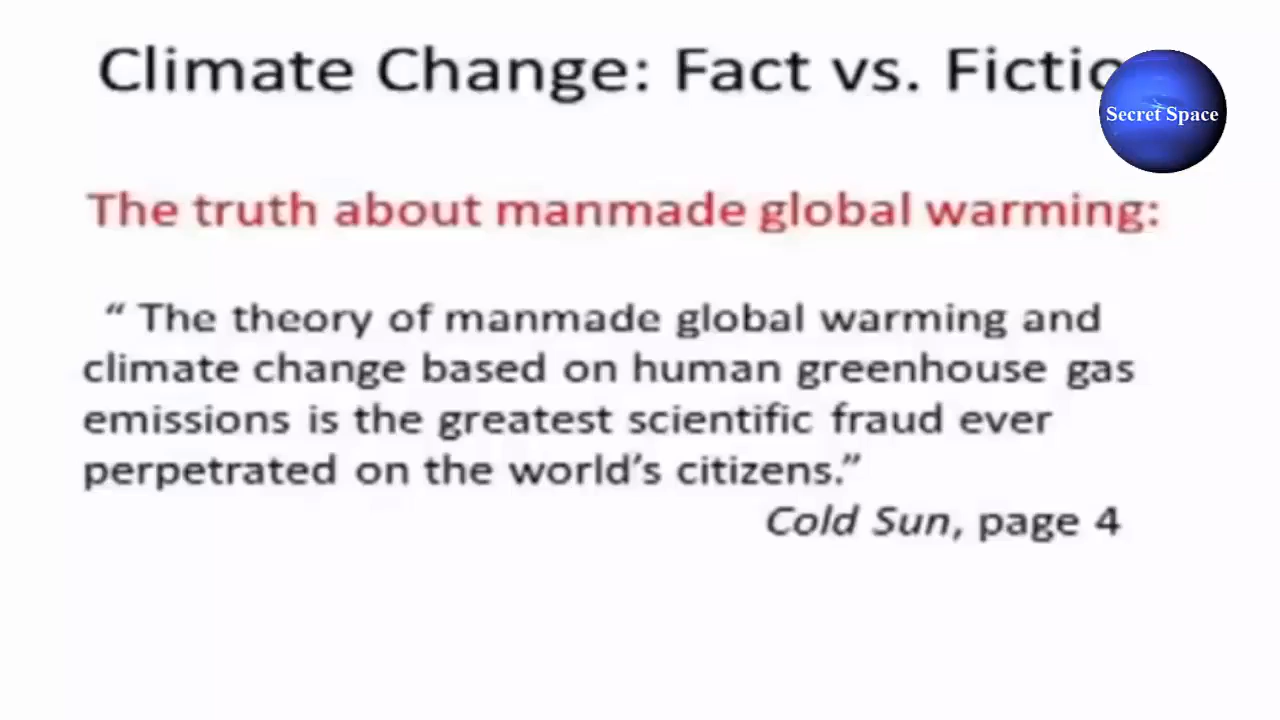 Climate Change: Fact vs. Fictio
Secret Space
The truth about manmade global warming:
“ The theory of manmade global warming and
climate change based on human greenhouse gas
emissions is the greatest scientific fraud ever
perpetrated on the world’s citizens.”
Cold Sun, page 4